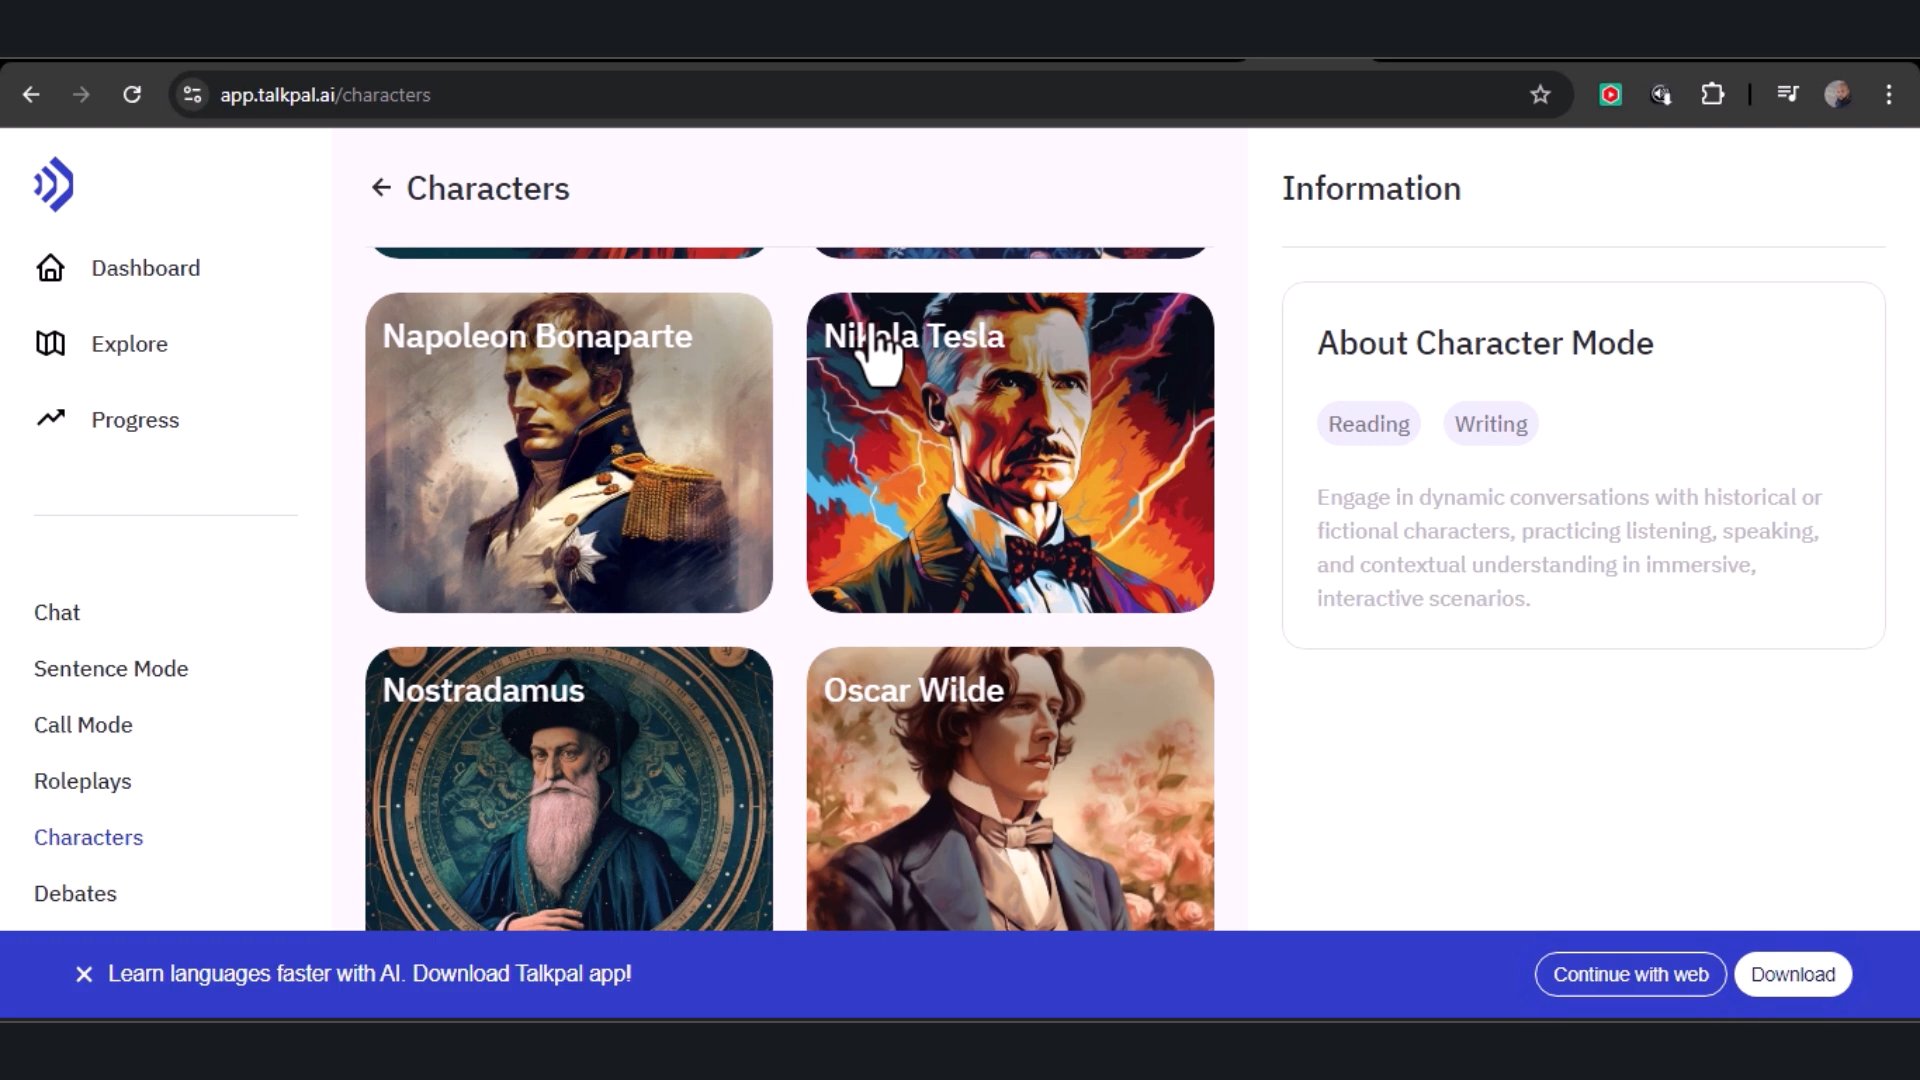 app.talkpal.ai/characters
Dashboard
Explore
Progress
Chat
Sentence Mode
Call Mode
Roleplays
Characters
Debates
Characters
Napoleon Bonaparte
Nikola Tesla
Nostradamus
Oscar Wilde
Information
About Character Mode
Reading
Writing
Engage in dynamic conversations with historical or
fictional characters, practicing listening, speaking,
and contextual understanding in immersive,
interactive scenarios.
Learn languages faster with AI. Download Talkpal app!
Continue with web
Download